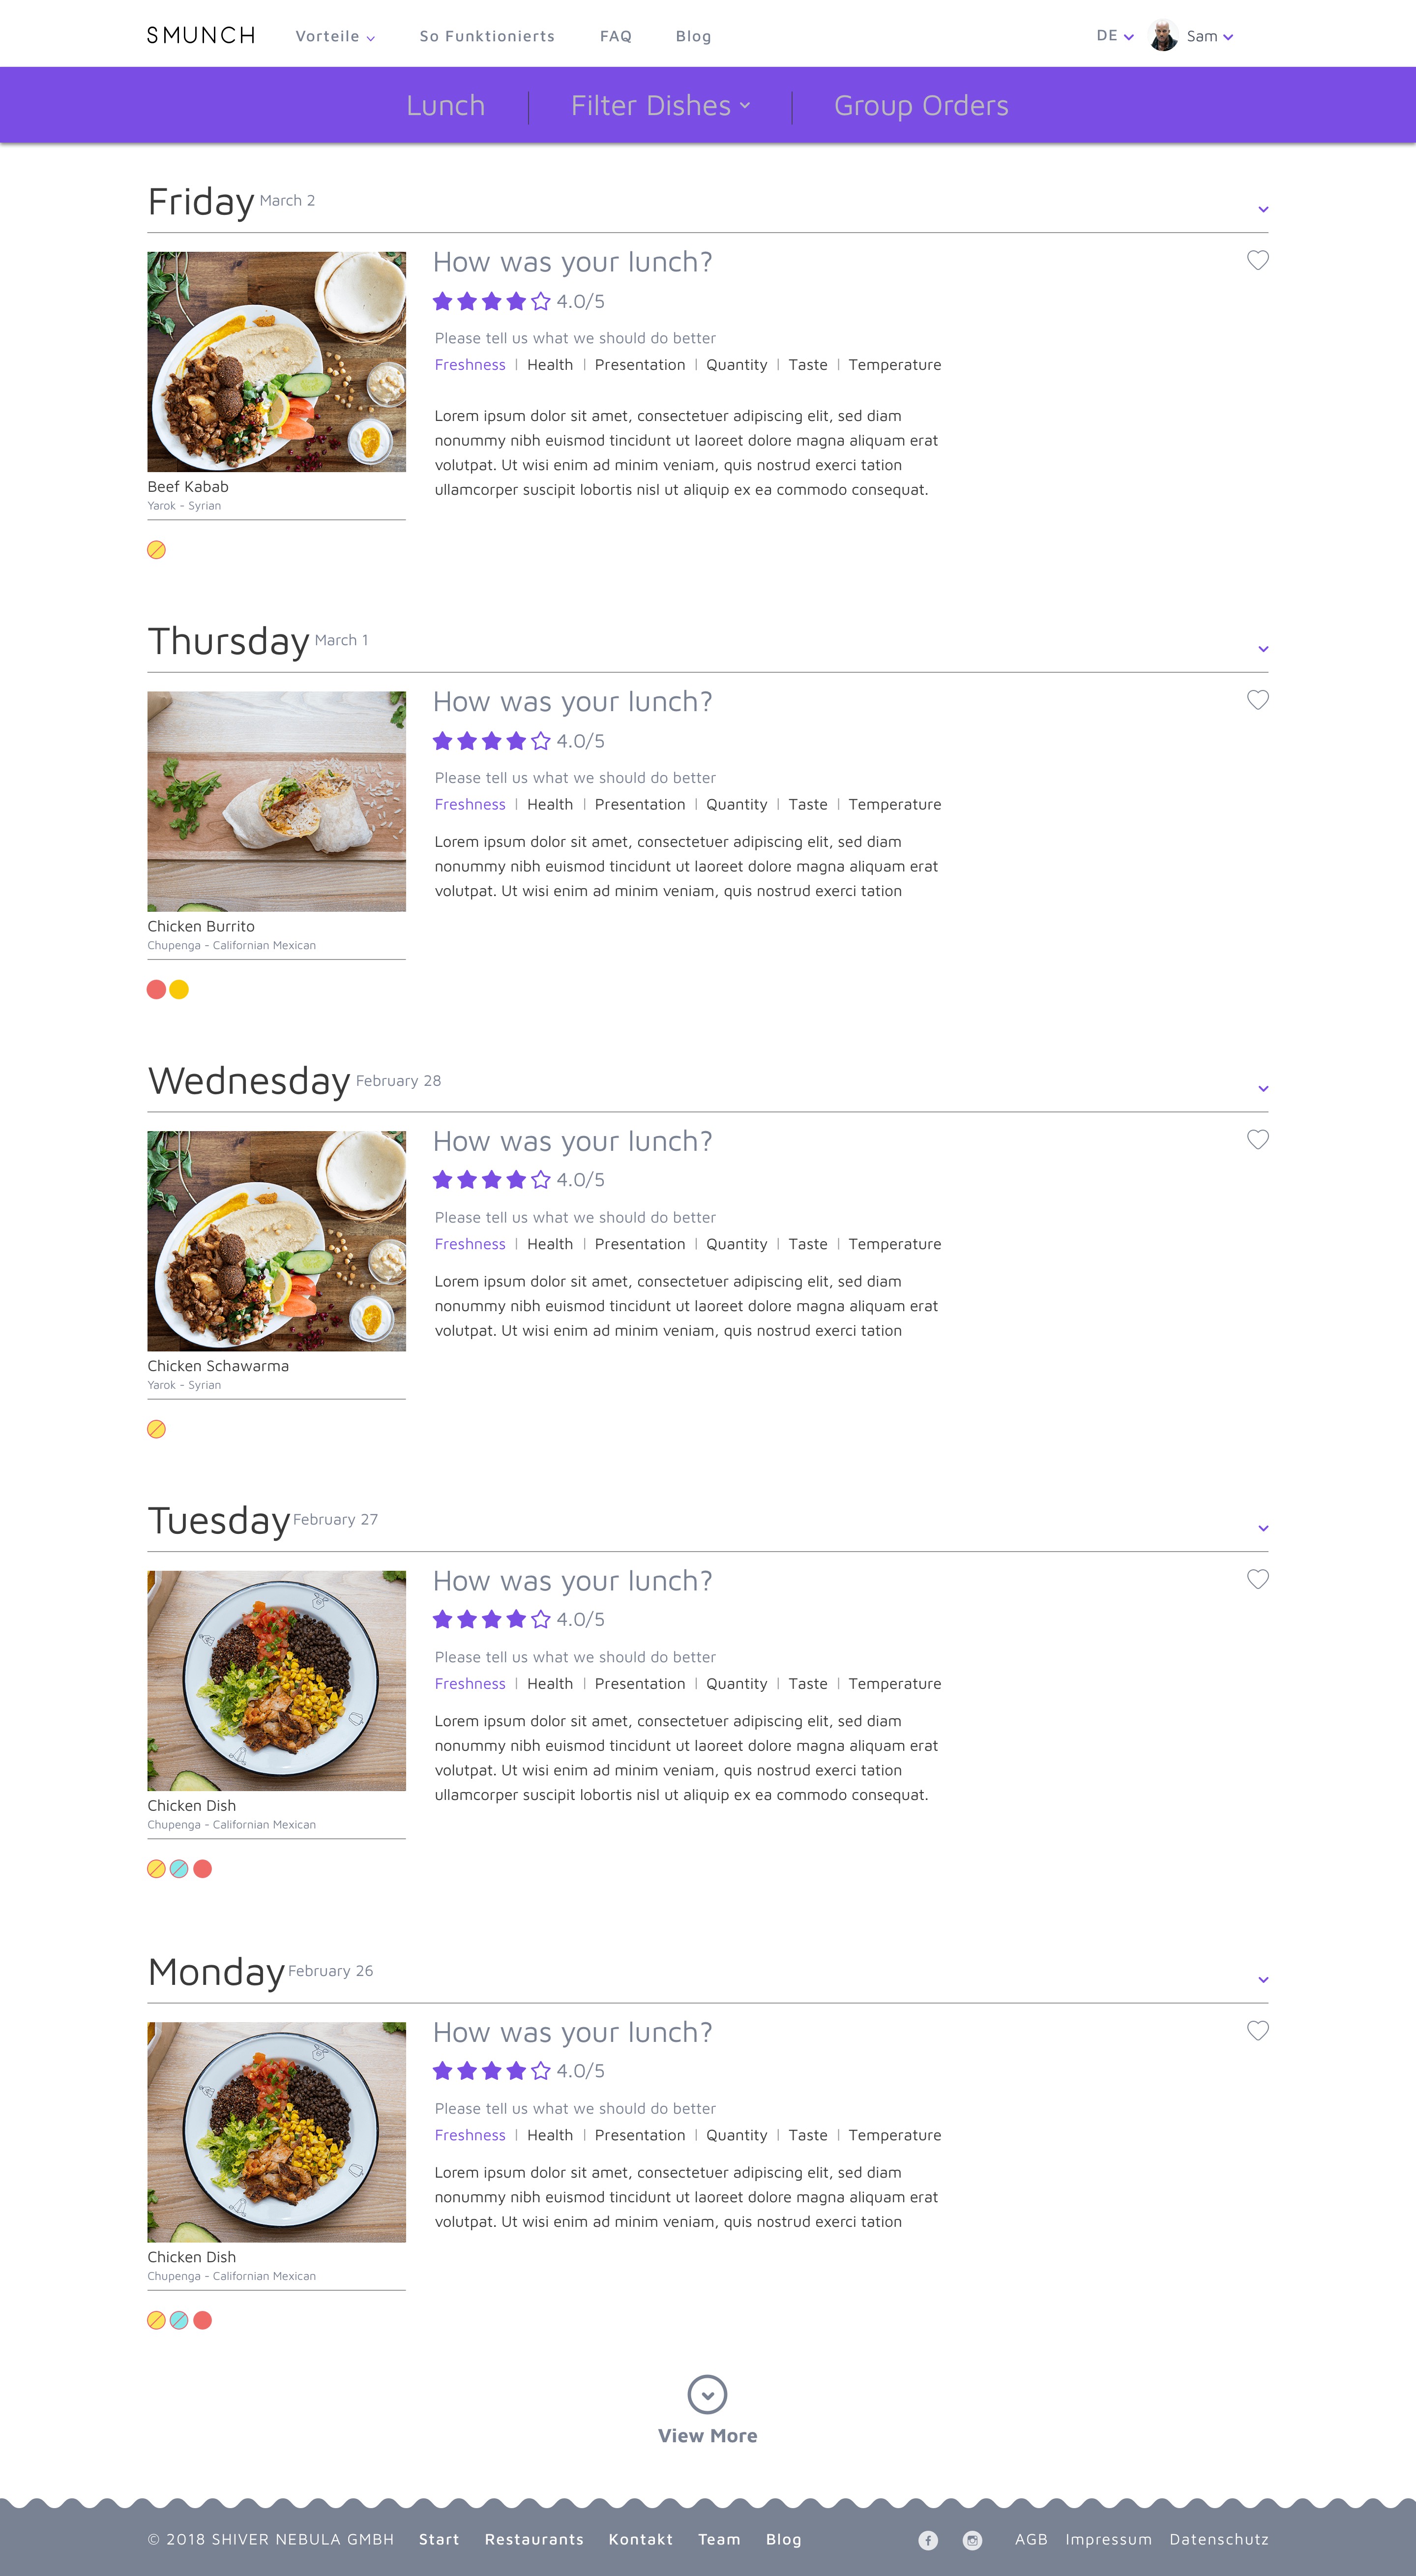 SMUNCH Vorteile So Funktionierts FAQ Blog DE Sam
Lunch Filter Dishes Group Orders
Friday March 2
How was your lunch?
4.0/5
Please tell us what we should do better
Freshness | Health | Presentation | Quantity | Taste | Temperature
Lorem ipsum dolor sit amet, consectetuer adipiscing elit, sed diam
nonummy nibh euismod tincidunt ut laoreet dolore magna aliquam erat
volutpat. Ut wisi enim ad minim veniam, quis nostrud exerci tation
ullamcorper suscipit lobortis nisl ut aliquip ex ea commodo consequat.
Beef Kabab
Yarok - Syrian
Thursday March 1
How was your lunch?
4.0/5
Please tell us what we should do better
Freshness | Health | Presentation | Quantity | Taste | Temperature
Lorem ipsum dolor sit amet, consectetuer adipiscing elit, sed diam
nonummy nibh euismod tincidunt ut laoreet dolore magna aliquam erat
volutpat. Ut wisi enim ad minim veniam, quis nostrud exerci tation
Chicken Burrito
Chupenga - Californian Mexican
Wednesday February 28
How was your lunch?
4.0/5
Please tell us what we should do better
Freshness | Health | Presentation | Quantity | Taste | Temperature
Lorem ipsum dolor sit amet, consectetuer adipiscing elit, sed diam
nonummy nibh euismod tincidunt ut laoreet dolore magna aliquam erat
volutpat. Ut wisi enim ad minim veniam, quis nostrud exerci tation
Chicken Schawarma
Yarok - Syrian
Tuesday February 27
How was your lunch?
4.0/5
Please tell us what we should do better
Freshness | Health | Presentation | Quantity | Taste | Temperature
Lorem ipsum dolor sit amet, consectetuer adipiscing elit, sed diam
nonummy nibh euismod tincidunt ut laoreet dolore magna aliquam erat
volutpat. Ut wisi enim ad minim veniam, quis nostrud exerci tation
ullamcorper suscipit lobortis nisl ut aliquip ex ea commodo consequat.
Chicken Dish
Chupenga - Californian Mexican
Monday February 26
How was your lunch?
4.0/5
Please tell us what we should do better
Freshness | Health | Presentation | Quantity | Taste | Temperature
Lorem ipsum dolor sit amet, consectetuer adipiscing elit, sed diam
nonummy nibh euismod tincidunt ut laoreet dolore magna aliquam erat
volutpat. Ut wisi enim ad minim veniam, quis nostrud exerci tation
Chicken Dish
Chupenga - Californian Mexican
View More
© 2018 SHIVER NEBULA GMBH Start Restaurants Kontakt Team Blog AGB Impressum Datenschutz